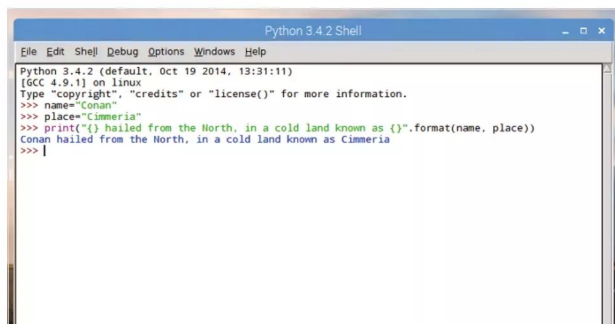 Python 3.4.2 Shell
File Edit Shell Debug Options Windows Help
Python 3.4.2 (default, Oct 19 2014, 13:31:11)
[GCC 4.9.1] on linux
Type "copyright", "credits" or "license()" for more information.
>>> name="Conan"
>>> place="Cimmeria"
>>> print("{} hailed from the North, in a cold land known as {}".format(name, place))
Conan hailed from the North, in a cold land known as Cimmeria
>>>